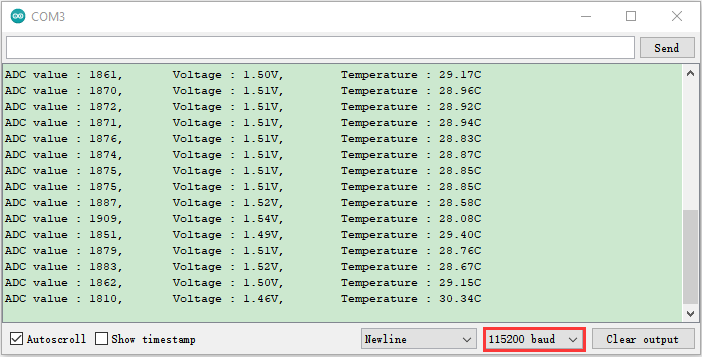 COM3
Send
ADC value : 1861, Voltage : 1.50V, Temperature : 29.17C
ADC value : 1870, Voltage : 1.51V, Temperature : 28.96C
ADC value : 1872, Voltage : 1.51V, Temperature : 28.92C
ADC value : 1871, Voltage : 1.51V, Temperature : 28.94C
ADC value : 1876, Voltage : 1.51V, Temperature : 28.83C
ADC value : 1874, Voltage : 1.51V, Temperature : 28.87C
ADC value : 1875, Voltage : 1.51V, Temperature : 28.85C
ADC value : 1875, Voltage : 1.51V, Temperature : 28.85C
ADC value : 1887, Voltage : 1.52V, Temperature : 28.58C
ADC value : 1909, Voltage : 1.54V, Temperature : 28.08C
ADC value : 1851, Voltage : 1.49V, Temperature : 29.40C
ADC value : 1879, Voltage : 1.51V, Temperature : 28.76C
ADC value : 1883, Voltage : 1.52V, Temperature : 28.67C
ADC value : 1862, Voltage : 1.50V, Temperature : 29.15C
ADC value : 1810, Voltage : 1.46V, Temperature : 30.34C
Autoscroll Show timestamp Newline 115200 baud Clear output